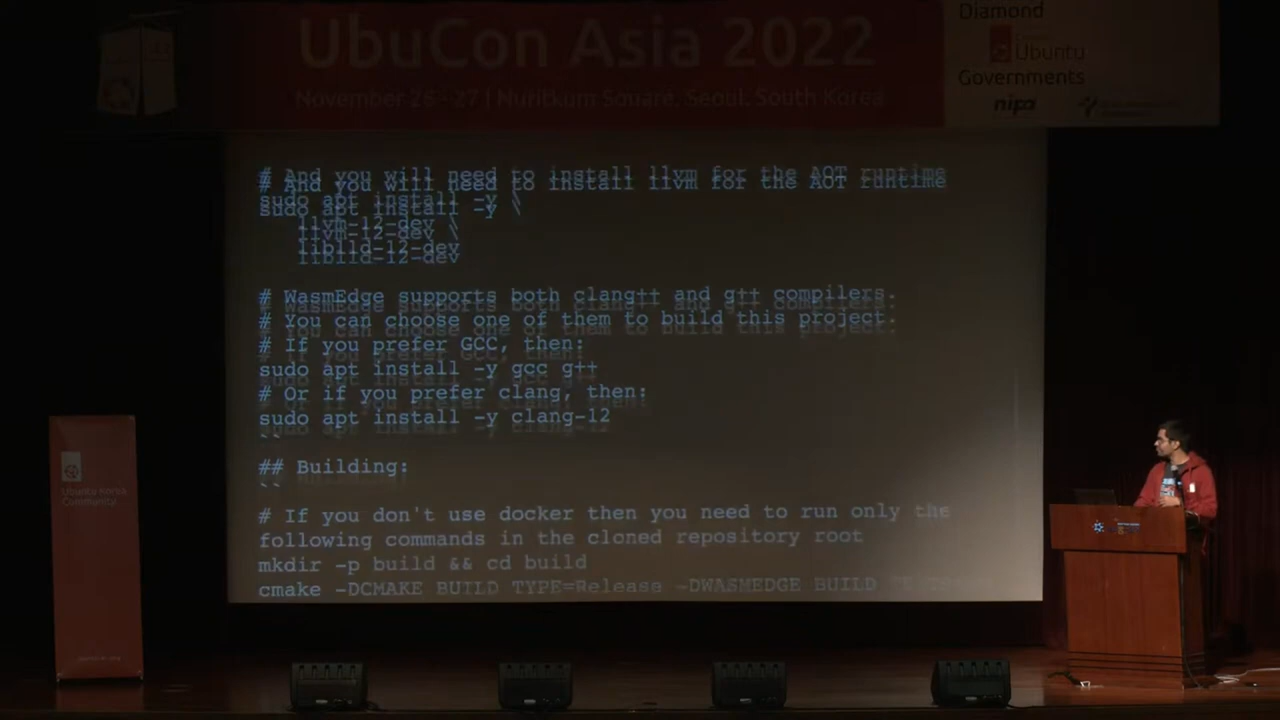 UbuCon Asia 2022
November 26-27 | Nuritkum Square, Seoul, South Korea
Diamond
Ubuntu
Governments
nipa
# And you will need to install llvm for the AOT runtime
sudo apt install -y \
llvm-12-dev \
liblld-12-dev
# WasmEdge supports both clang++ and g++ compilers.
# You can choose one of them to build this project.
# If you prefer GCC, then:
sudo apt install -y gcc g++
# Or if you prefer clang, then:
sudo apt install -y clang-12
``
## Building:
``
# If you don't use docker then you need to run only the
following commands in the cloned repository root
mkdir -p build && cd build
cmake -DCMAKE_BUILD_TYPE=Release -DWASMEDGE_BUILD_TE
Ubuntu Korea
Community